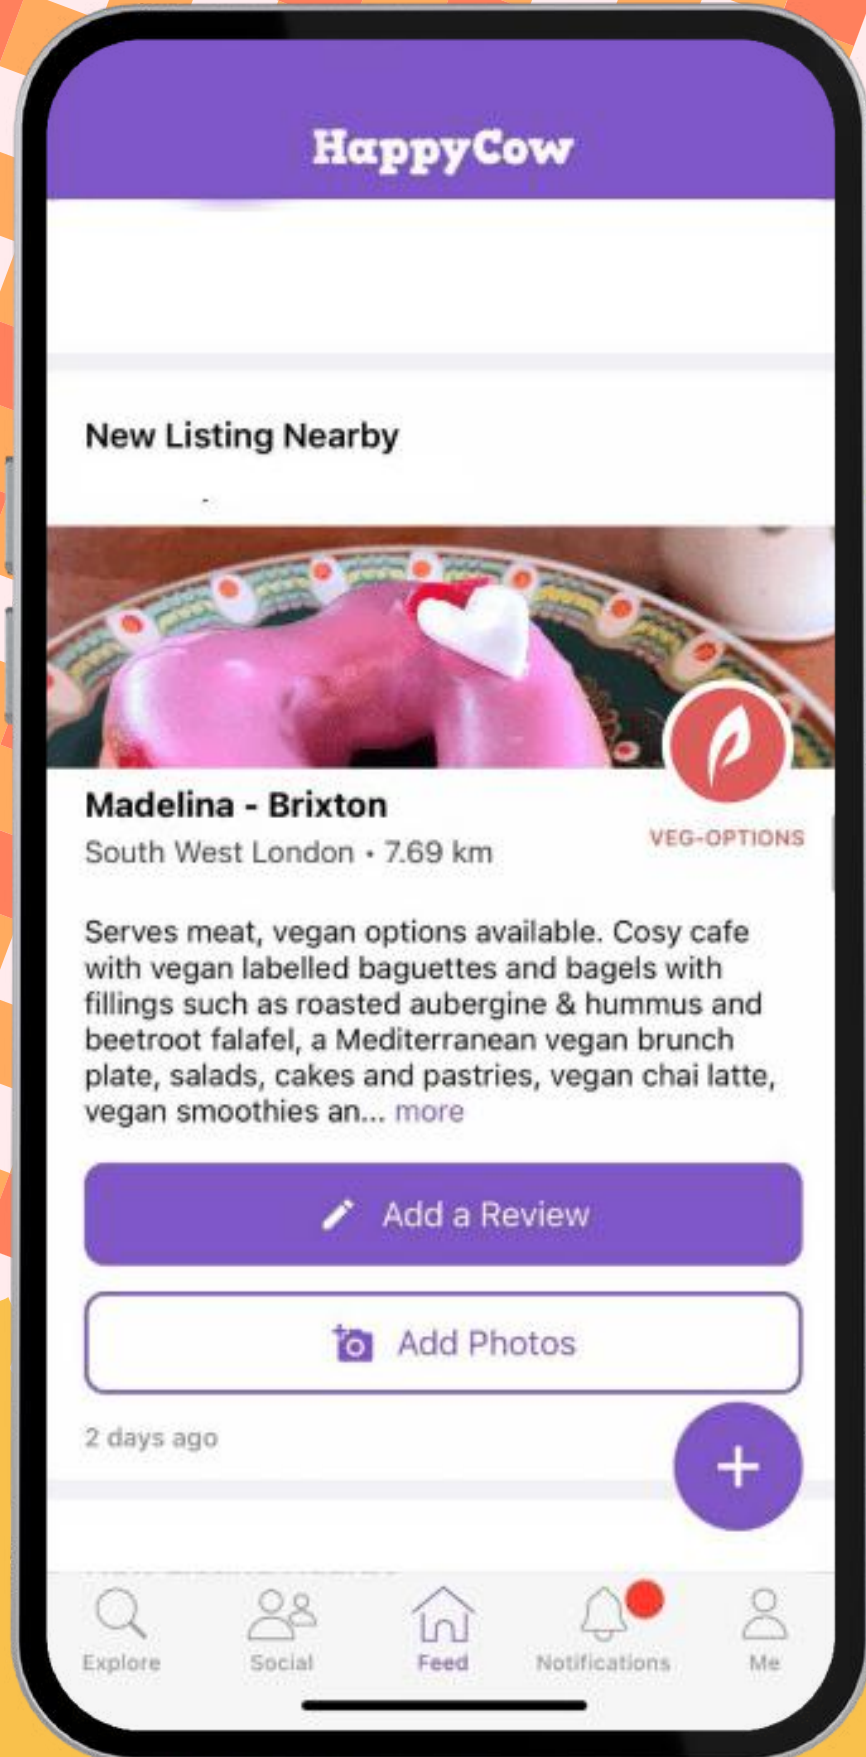 HappyCow
New Listing Nearby
Madelina - Brixton
VEG-OPTIONS
South West London • 7.69 km
Serves meat, vegan options available. Cosy cafe
with vegan labelled baguettes and bagels with
fillings such as roasted aubergine & hummus and
beetroot falafel, a Mediterranean vegan brunch
plate, salads, cakes and pastries, vegan chai latte,
vegan smoothies an... more
Add a Review
Add Photos
2 days ago
Explore
Social
Feed
Notifications
Me